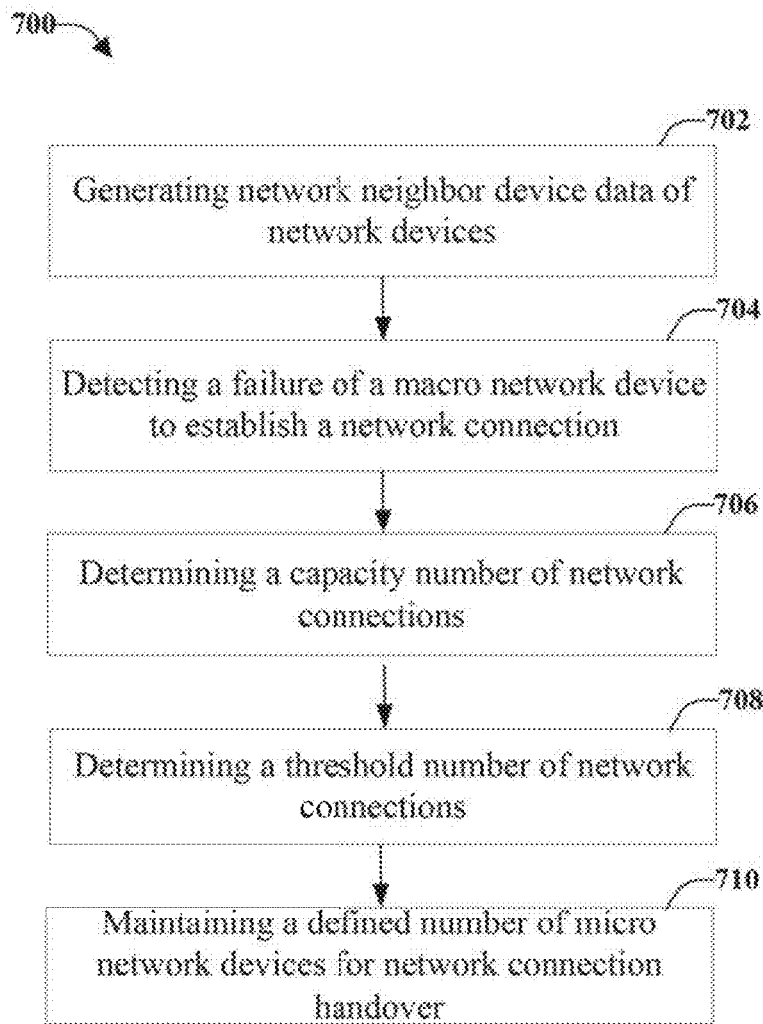 700
702
Generating network neighbor device data of
network devices
704
Detecting a failure of a macro network device
to establish a network connection
706
Determining a capacity number of network
connections
708
Determining a threshold number of network
connections
710
Maintaining a defined number of micro
network devices for network connection
handover